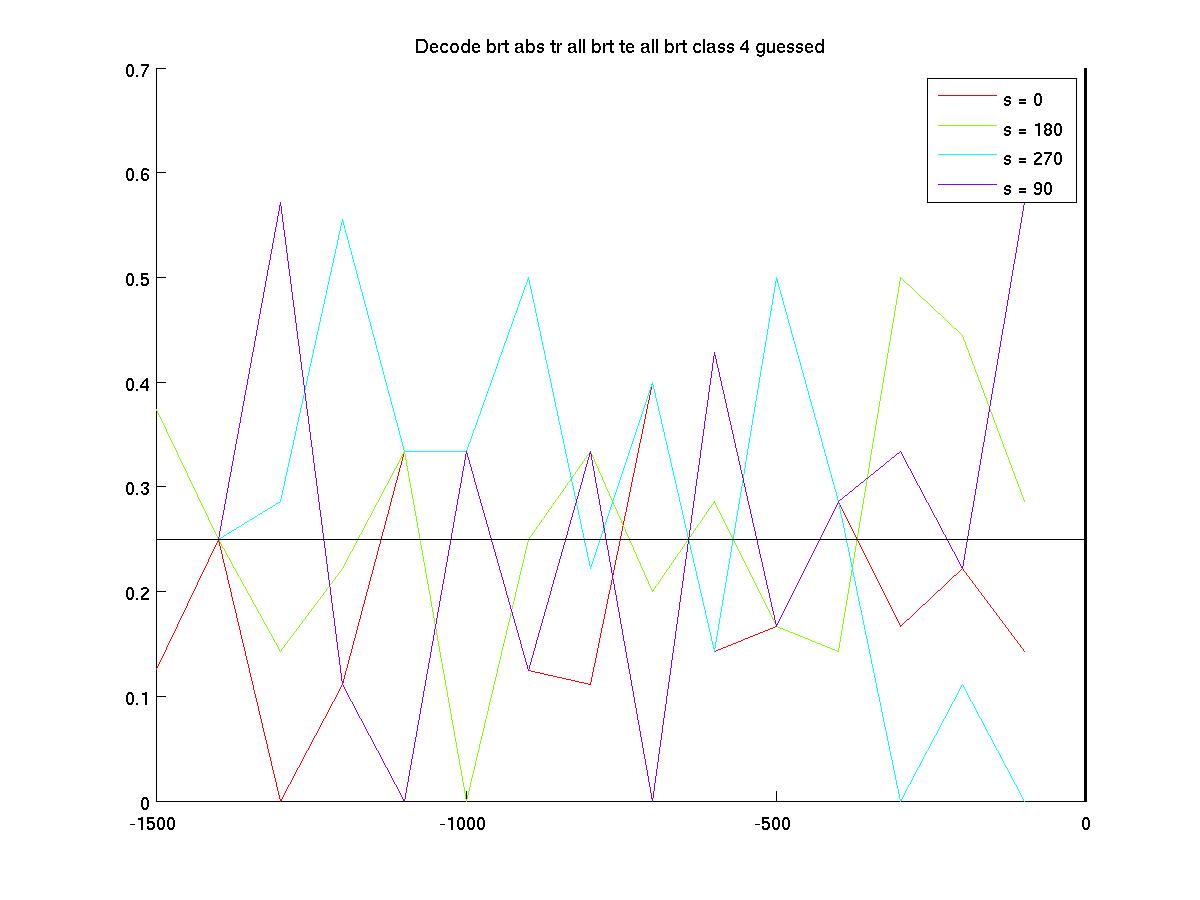 Decode brt abs tr all brt te all brt class 4 guessed
0.7
0.6
0.5
0.4
0.3
0.2
0.1
0
-1500
-1000
-500
0
s = 0
s = 180
s = 270
s = 90